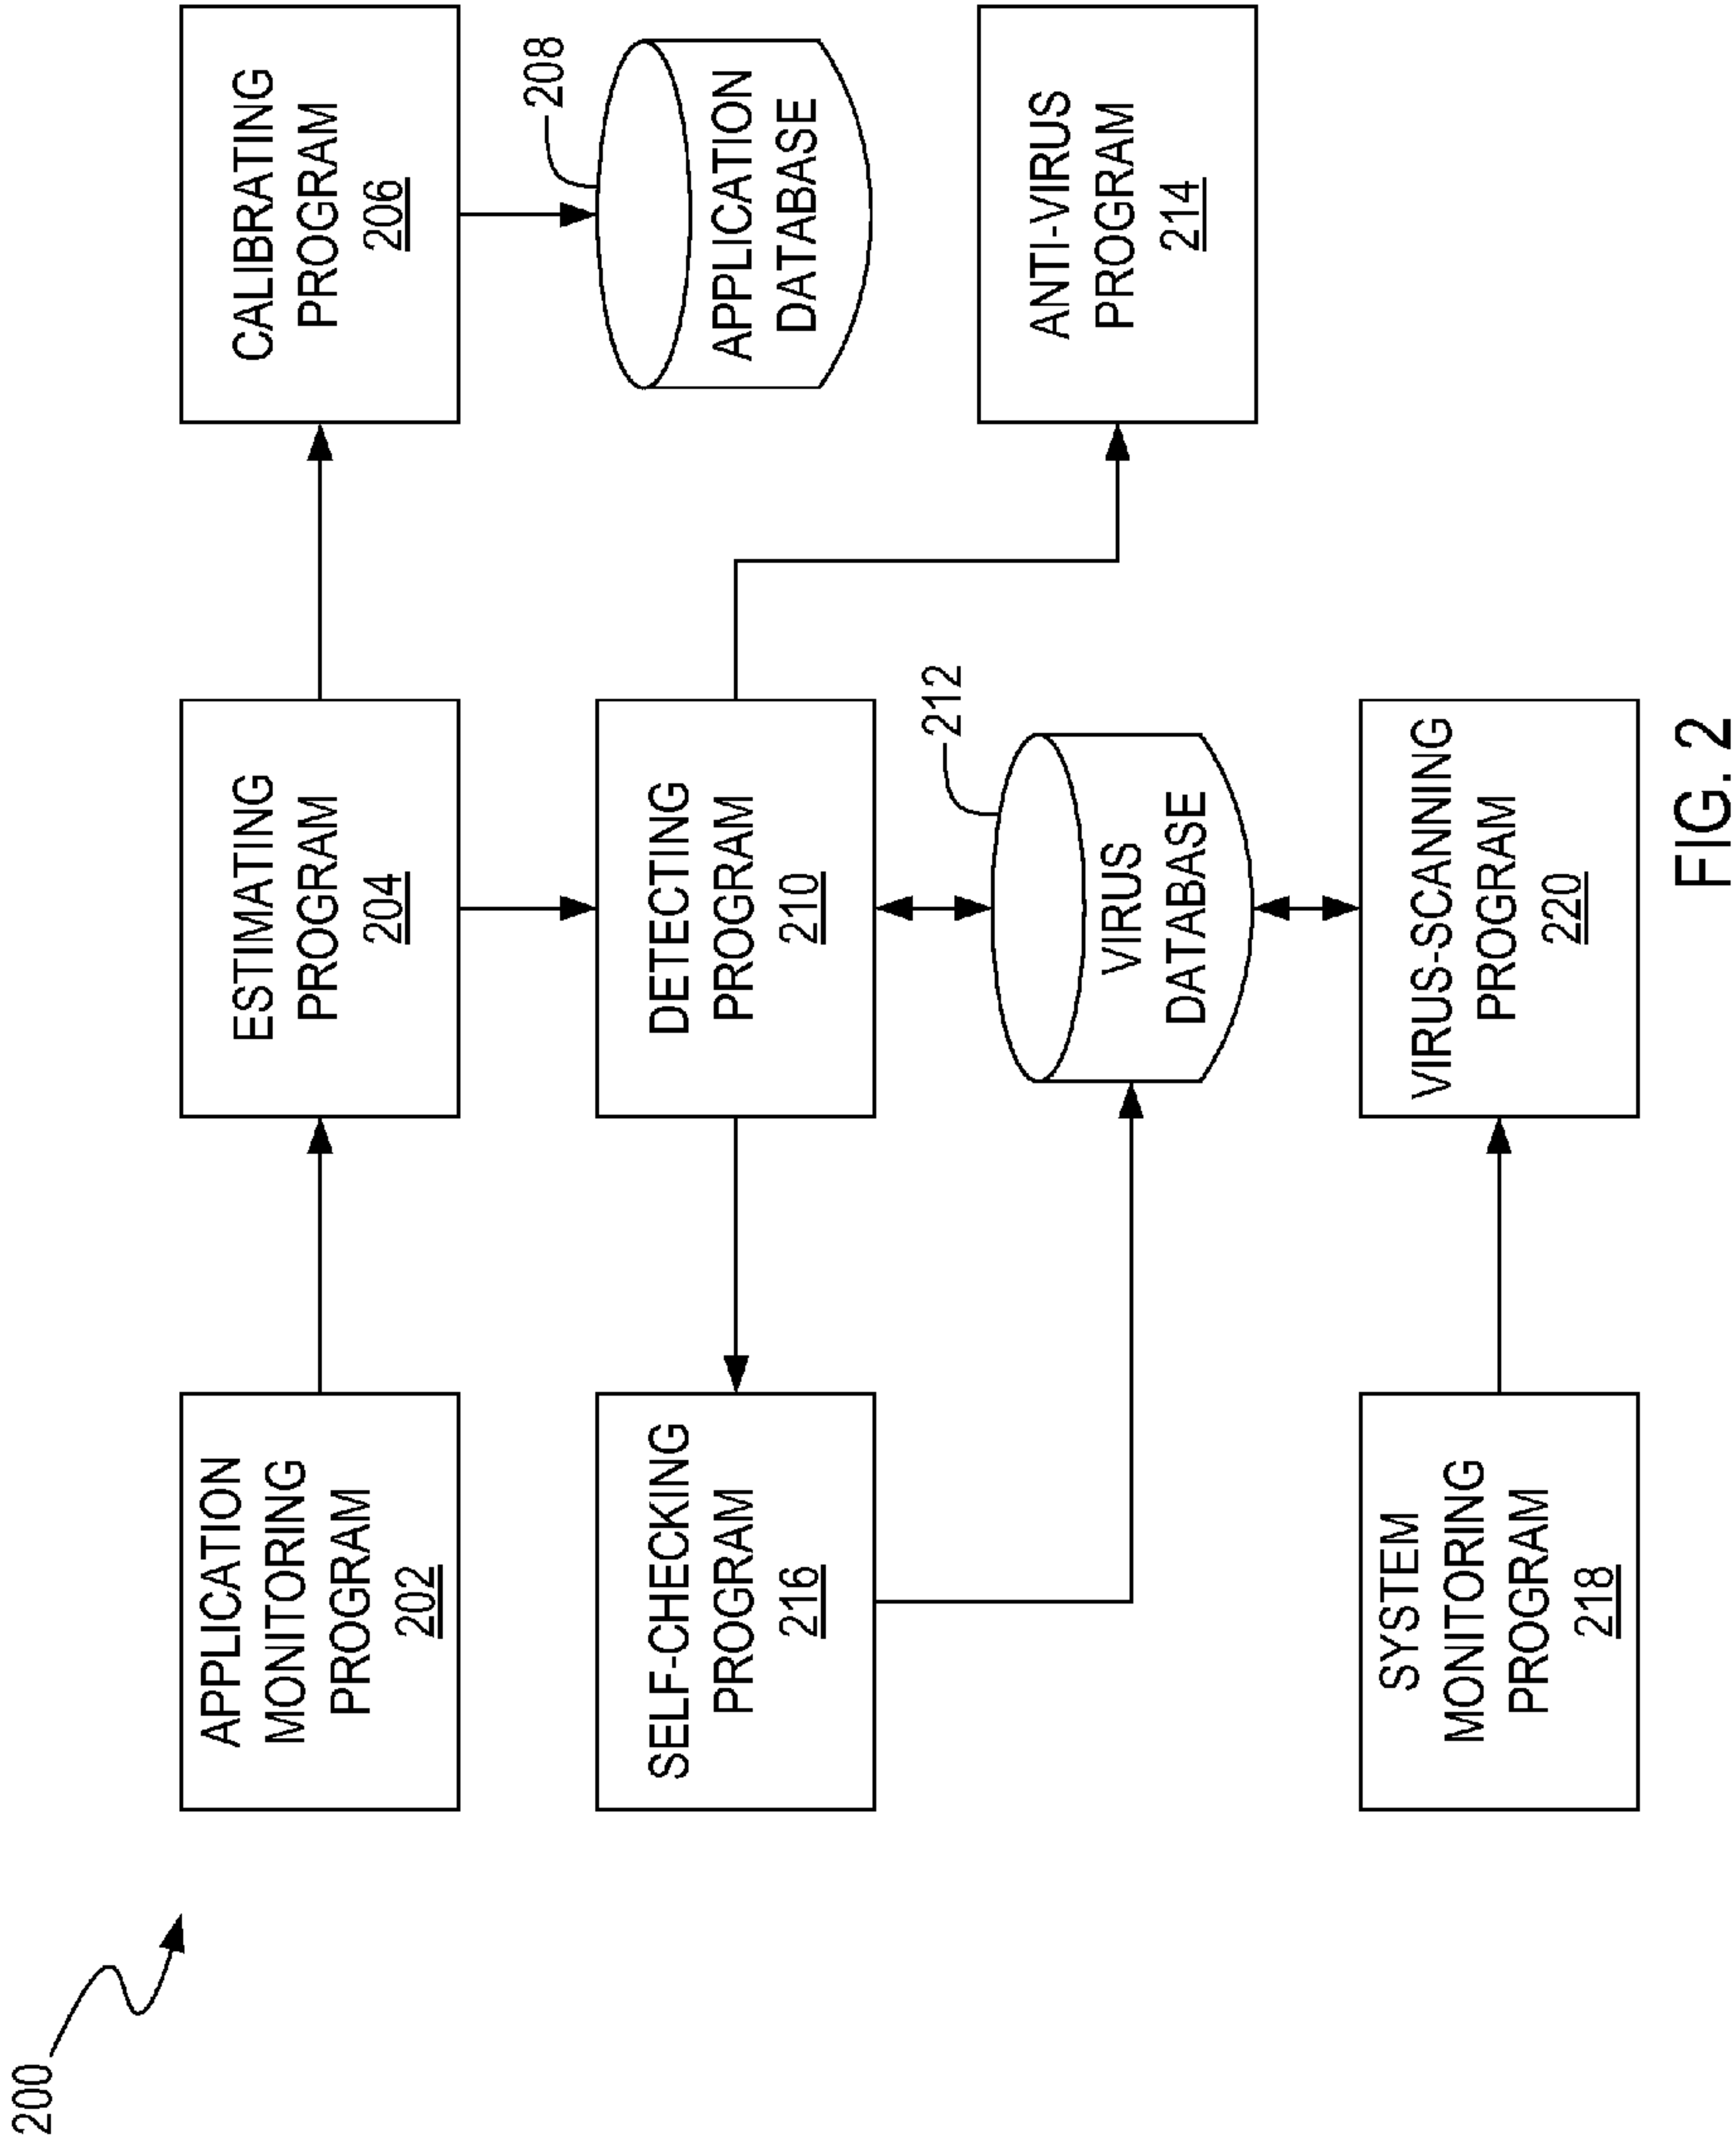 200
APPLICATION
MONITORING
PROGRAM
202
ESTIMATING
PROGRAM
204
CALIBRATING
PROGRAM
206
208
APPLICATION
DATABASE
SELF-CHECKING
PROGRAM
216
DETECTING
PROGRAM
210
212
VIRUS
DATABASE
ANTI-VIRUS
PROGRAM
214
SYSTEM
MONITORING
PROGRAM
218
VIRUS-SCANNING
PROGRAM
220
FIG. 2